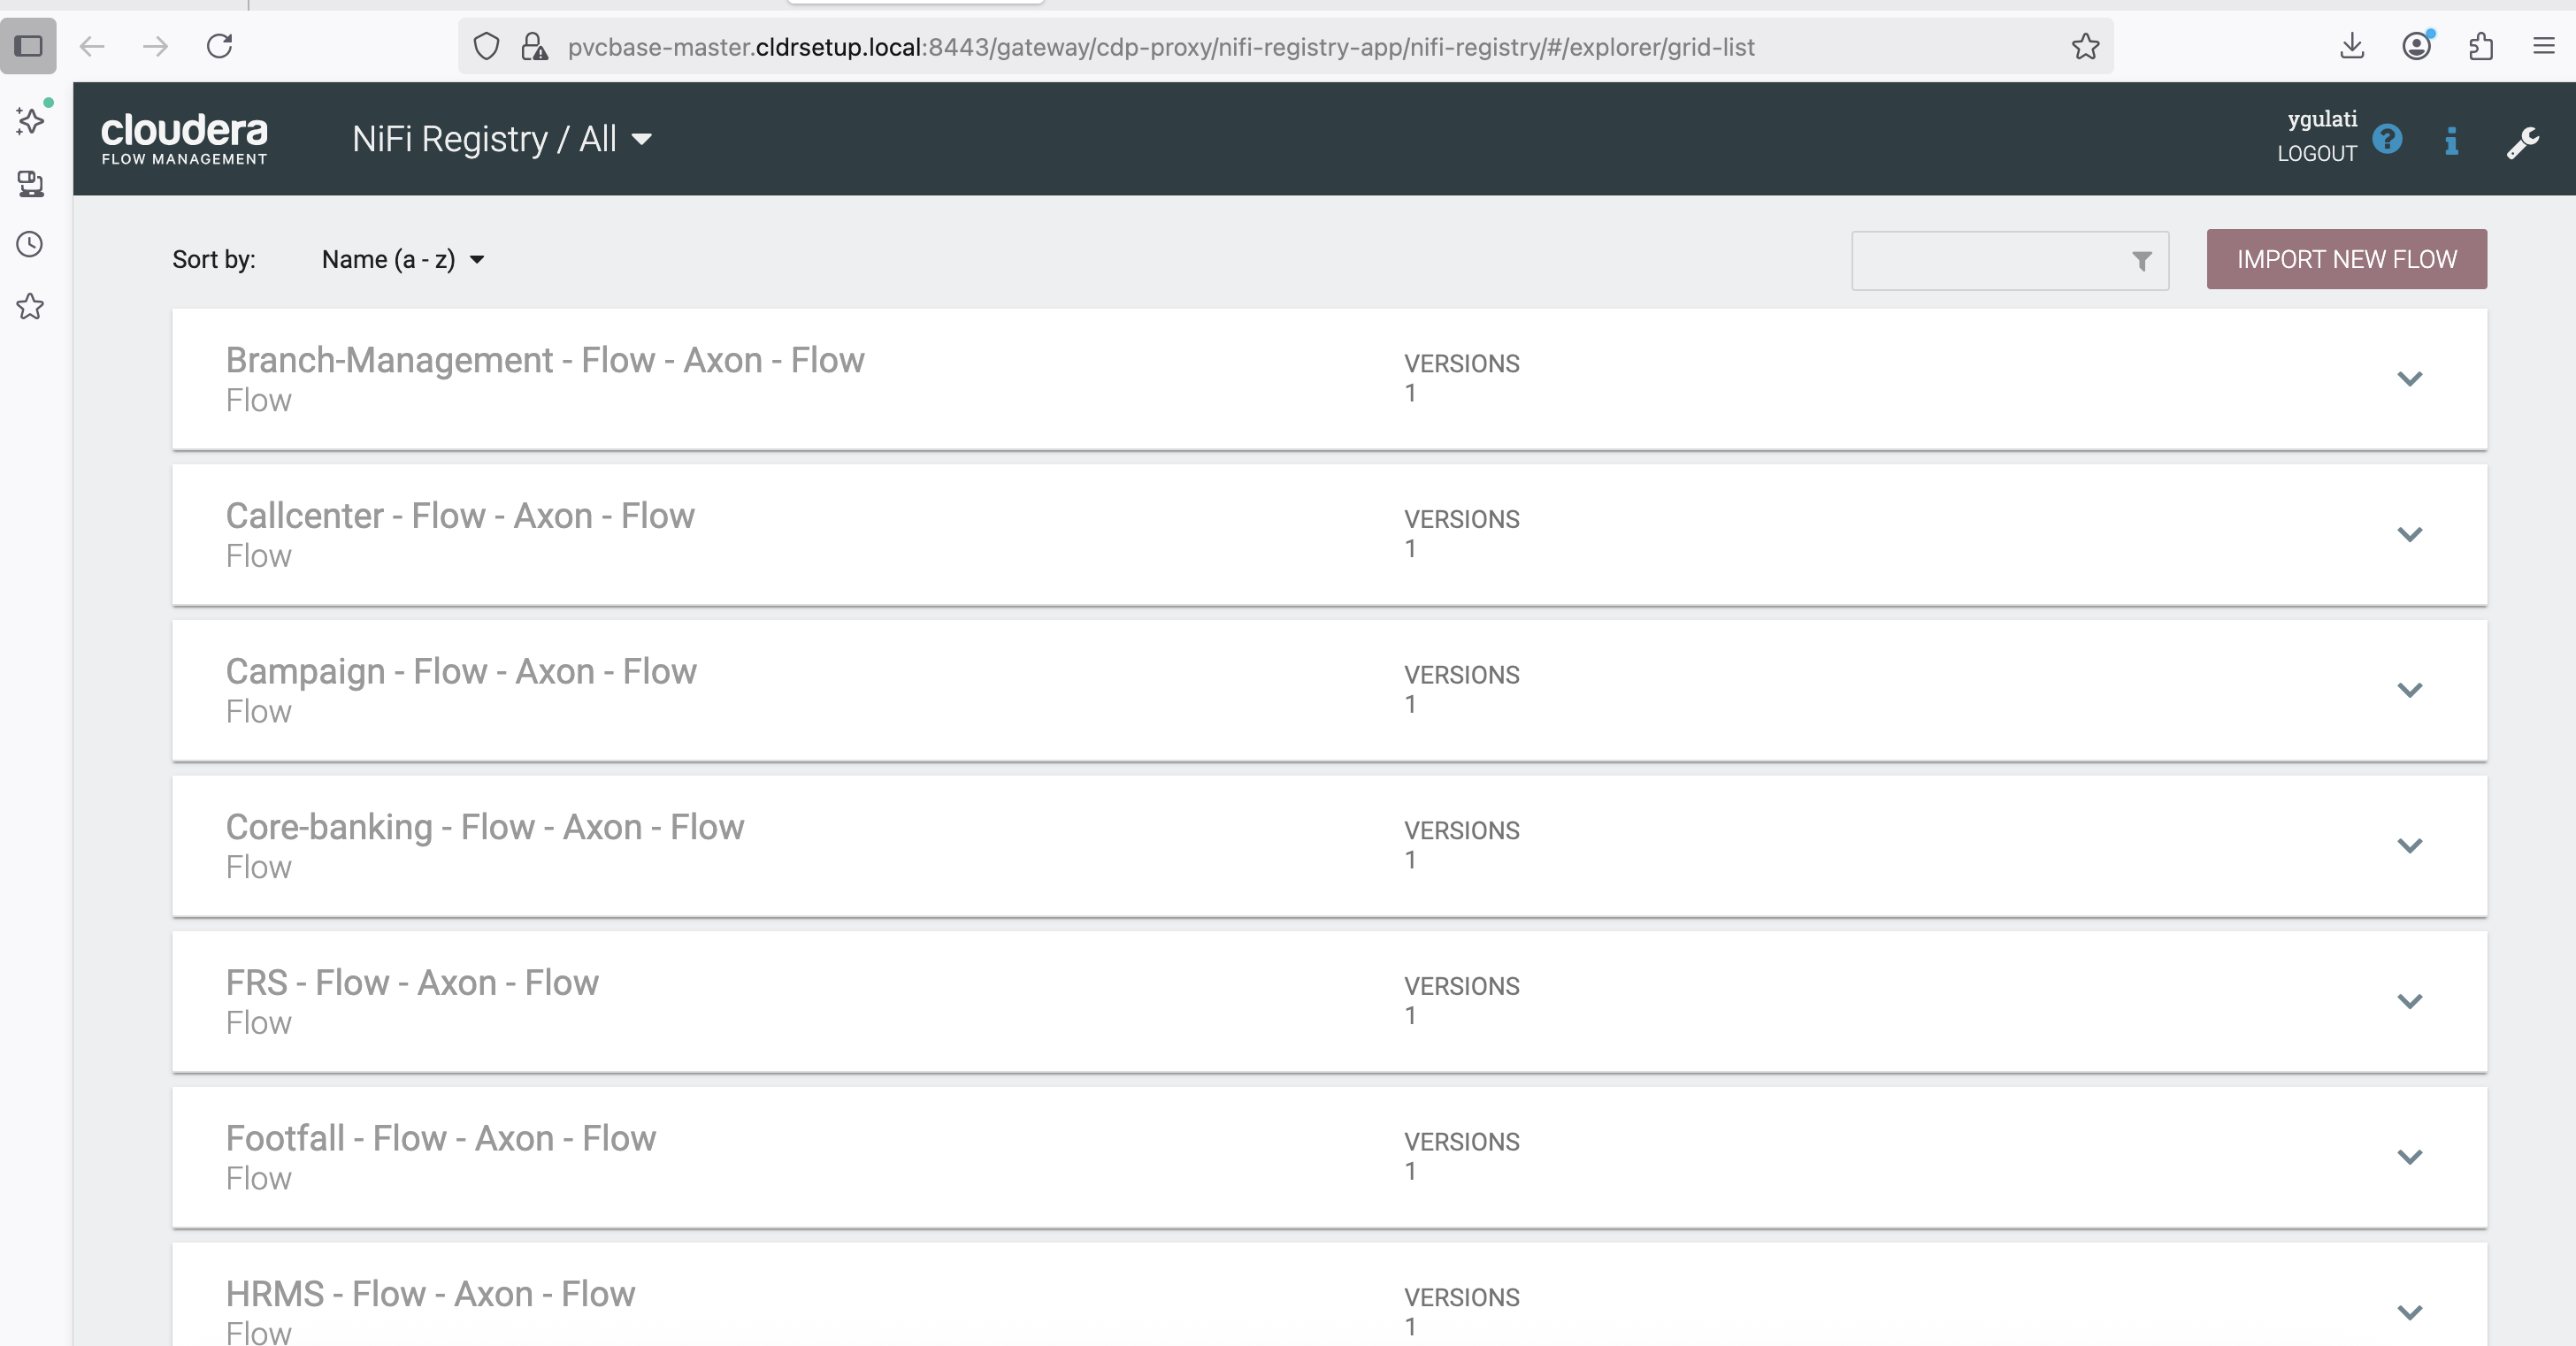 pvcbase-master.cldrsetup.local:8443/gateway/cdp-proxy/nifi-registry-app/nifi-registry/#/explorer/grid-list
cloudera
FLOW MANAGEMENT
NiFi Registry / All
ygulati
LOGOUT
Sort by:
Name (a - z)
IMPORT NEW FLOW
Branch-Management - Flow - Axon - Flow
Flow
VERSIONS
1
Callcenter - Flow - Axon - Flow
Flow
VERSIONS
1
Campaign - Flow - Axon - Flow
Flow
VERSIONS
1
Core-banking - Flow - Axon - Flow
Flow
VERSIONS
1
FRS - Flow - Axon - Flow
Flow
VERSIONS
1
Footfall - Flow - Axon - Flow
Flow
VERSIONS
1
HRMS - Flow - Axon - Flow
Flow
VERSIONS
1